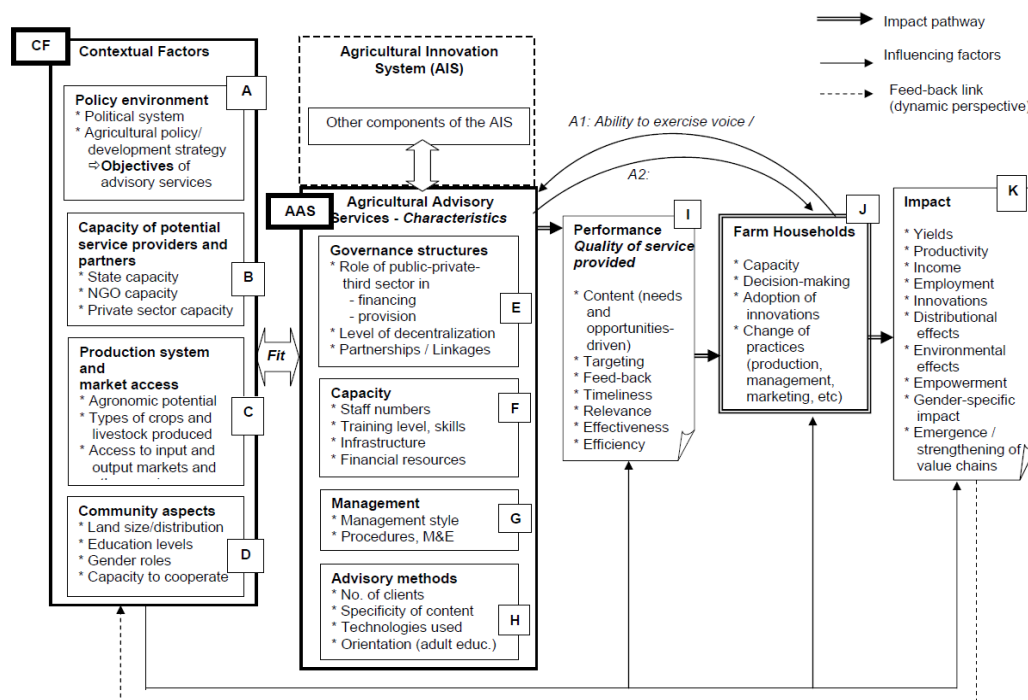 CF
Contextual Factors
A
Policy environment
* Political system
* Agricultural policy/
development strategy
⇨Objectives of
advisory services
Capacity of potential
service providers and
partners
* State capacity
* NGO capacity
* Private sector capacity
B
Production system
and
market access
* Agronomic potential
* Types of crops and
livestock produced
* Access to input and
output markets and
C
Community aspects
* Land size/distribution
* Education levels
* Gender roles
* Capacity to cooperate
D
Fit
Agricultural Innovation
System (AIS)
Other components of the AIS
AAS
Agricultural Advisory
Services - Characteristics
Governance structures
* Role of public-private-
third sector in
- financing
- provision
* Level of decentralization
* Partnerships / Linkages
E
Capacity
* Staff numbers
* Training level, skills
* Infrastructure
* Financial resources
F
Management
* Management style
* Procedures, M&E
G
Advisory methods
* No. of clients
* Specificity of content
* Technologies used
* Orientation (adult educ.)
H
A1: Ability to exercise voice /
A2:
I
Performance
Quality of service
provided
* Content (needs
and
opportunities-
driven)
* Targeting
* Feed-back
* Timeliness
* Relevance
* Effectiveness
* Efficiency
J
Farm Households
* Capacity
* Decision-making
* Adoption of
innovations
* Change of
practices
(production,
management,
marketing, etc)
K
Impact
* Yields
* Productivity
* Income
* Employment
* Innovations
* Distributional
effects
* Environmental
effects
* Empowerment
* Gender-specific
impact
* Emergence /
strengthening of
value chains
Impact pathway
Influencing factors
Feed-back link
(dynamic perspective)